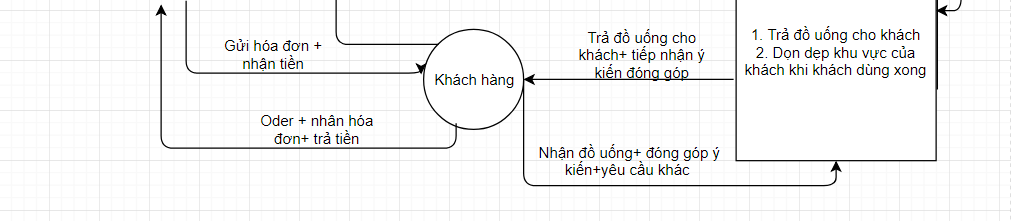 Gửi hóa đơn +
nhận tiền
Khách hàng
Oder + nhân hóa
đơn+ trả tiền
Trả đồ uống cho
khách+ tiếp nhận ý
kiến đóng góp
Nhận đồ uống+ đóng góp ý
kiến+yêu cầu khác
1. Trả đồ uống cho khách
2. Dọn dẹp khu vực của
khách khi khách dùng xong